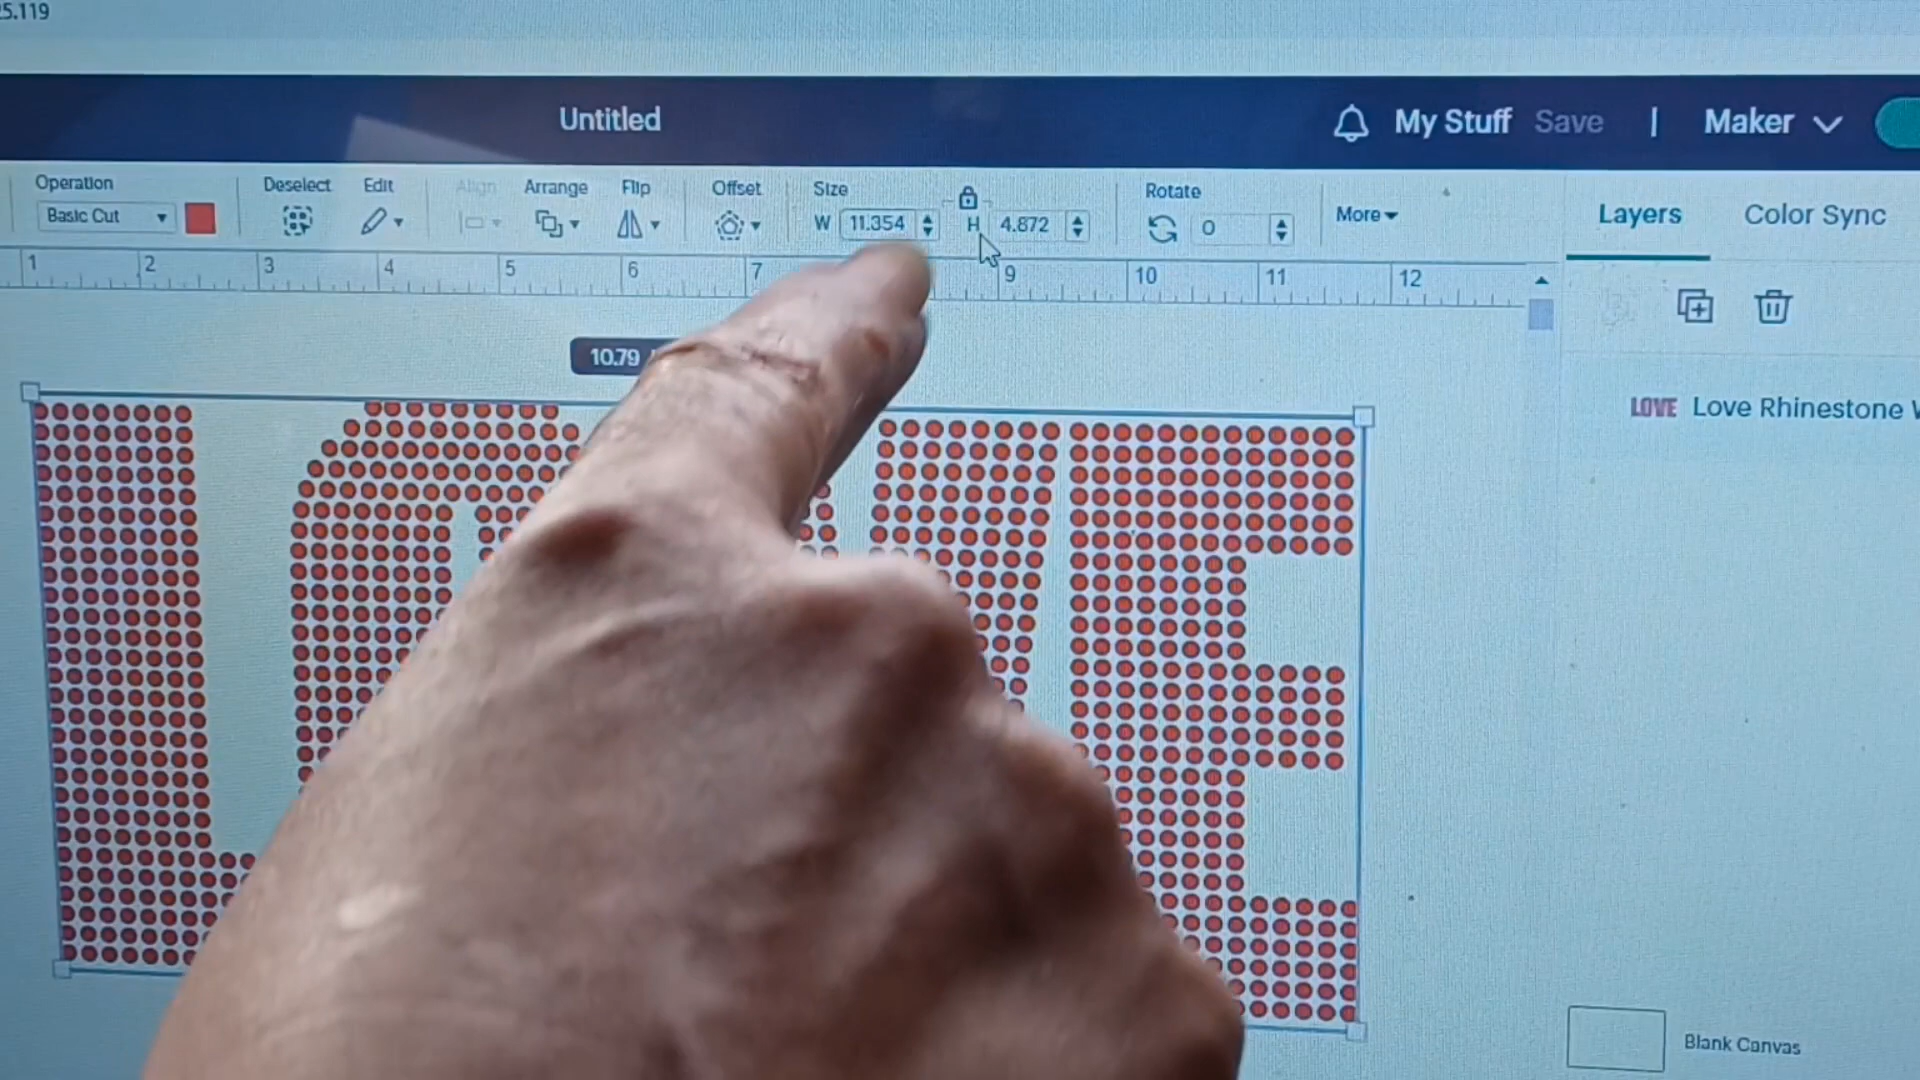 5.119
Untitled
My Stuff Save | Maker
Operation Deselect Edit Align Arrange Flip Offset Size Rotate
Basic Cut W 11.354 H 4.872 0 More
Layers Color Sync
1 2 3 4 5 6 7 9 10 11 12
10.79
LOVE Love Rhinestone
Blank Canvas